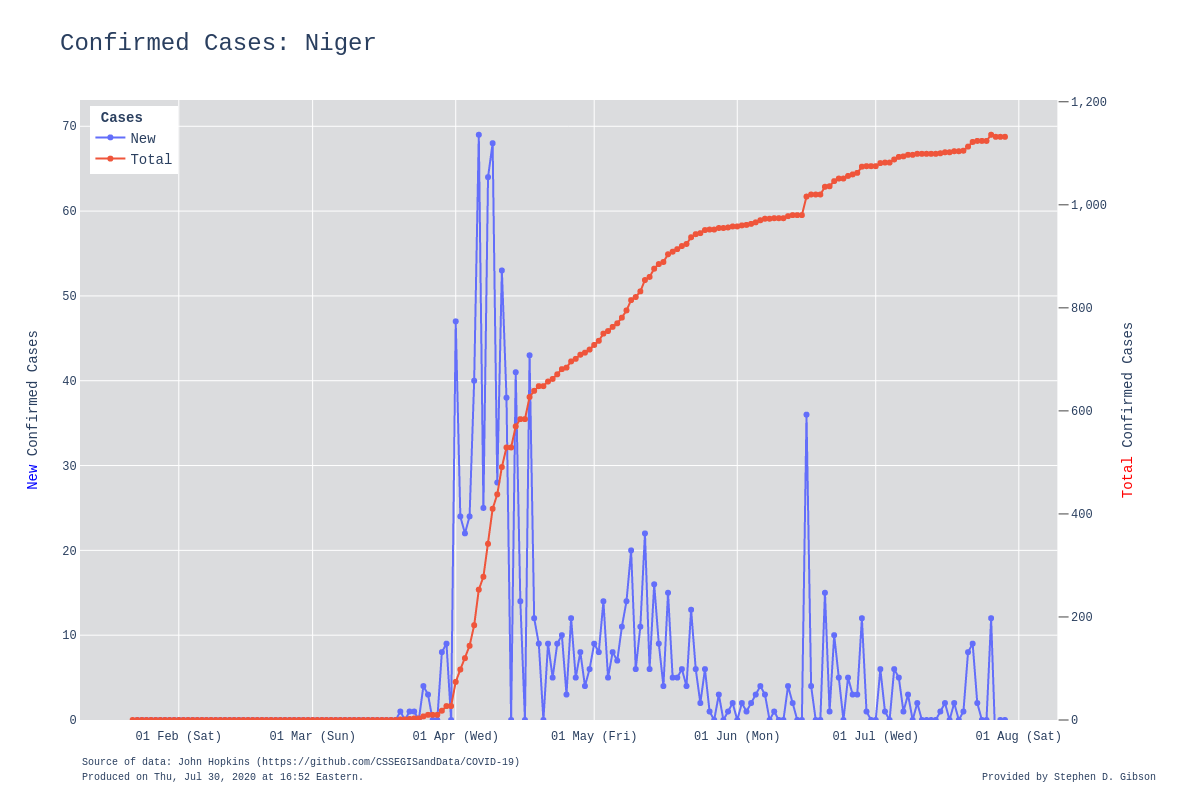 Confirmed Cases: Niger
Cases
New
Total
70
60
50
40
30
20
10
0
1,200
1,000
800
600
400
200
0
New Confirmed Cases
Total Confirmed Cases
01 Feb (Sat)
01 Mar (Sun)
01 Apr (Wed)
01 May (Fri)
01 Jun (Mon)
01 Jul (Wed)
01 Aug (Sat)
Source of data: John Hopkins (https://github.com/CSSEGISandData/COVID-19)
Produced on Thu, Jul 30, 2020 at 16:52 Eastern.
Provided by Stephen D. Gibson